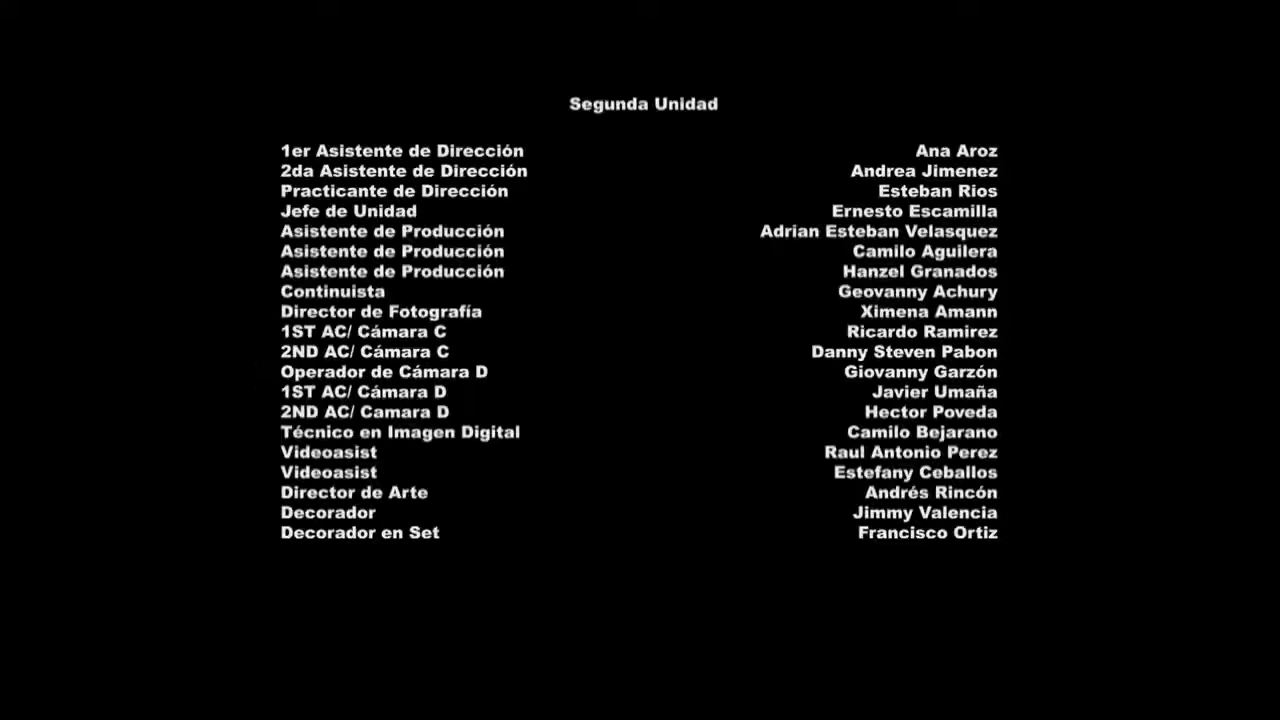 Segunda Unidad
1er Asistente de Dirección Ana Aroz
2da Asistente de Dirección Andrea Jimenez
Practicante de Dirección Esteban Rios
Jefe de Unidad Ernesto Escamilla
Asistente de Producción Adrian Esteban Velasquez
Asistente de Producción Camilo Aguilera
Asistente de Producción Hanzel Granados
Continuista Geovanny Achury
Director de Fotografía Ximena Amann
1ST AC/ Cámara C Ricardo Ramirez
2ND AC/ Cámara C Danny Steven Pabon
Operador de Cámara D Giovanny Garzón
1ST AC/ Cámara D Javier Umaña
2ND AC/ Camara D Hector Poveda
Técnico en Imagen Digital Camilo Bejarano
Videoasist Raul Antonio Perez
Videoasist Estefany Ceballos
Director de Arte Andrés Rincón
Decorador Jimmy Valencia
Decorador en Set Francisco Ortiz